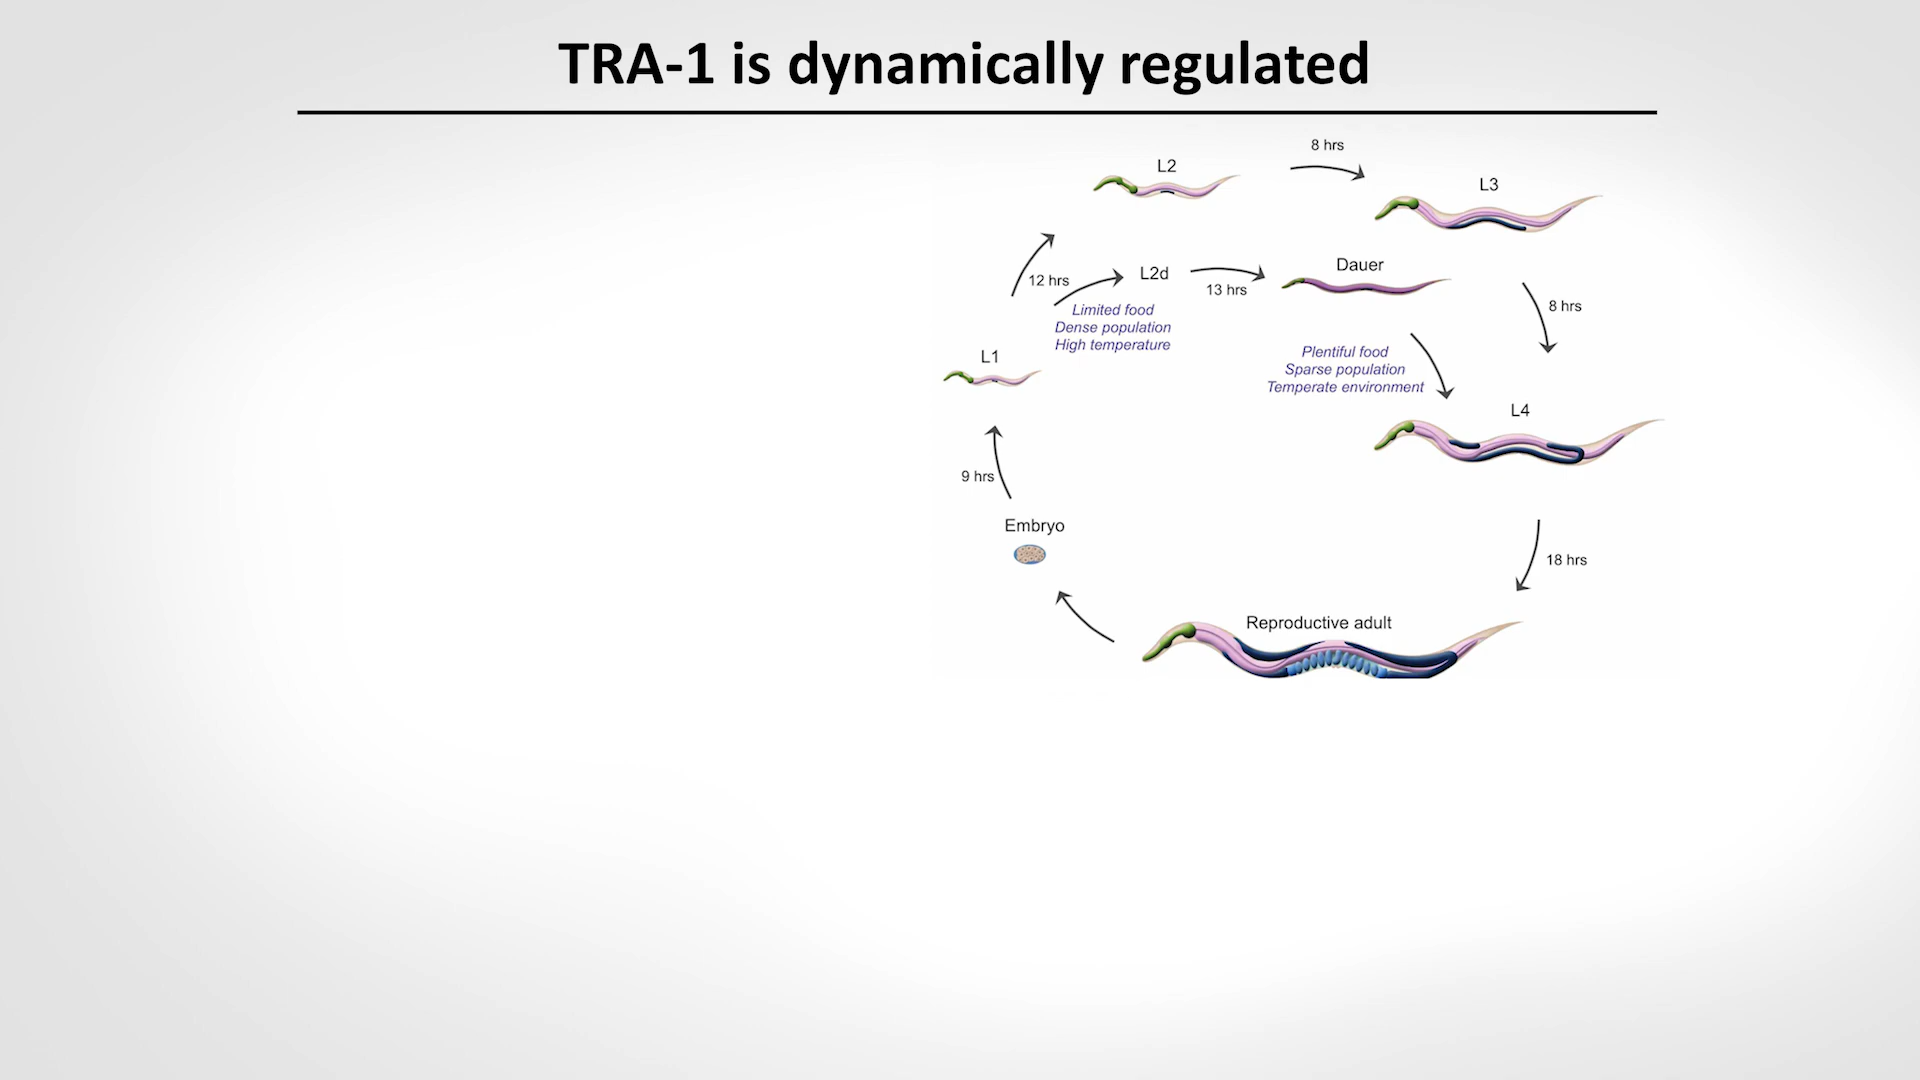 TRA-1 is dynamically regulated
8 hrs
L2
L3
12 hrs
L2d
13 hrs
Dauer
8 hrs
Limited food
Dense population
High temperature
L1
Plentiful food
Sparse population
Temperate environment
L4
9 hrs
Embryo
18 hrs
Reproductive adult